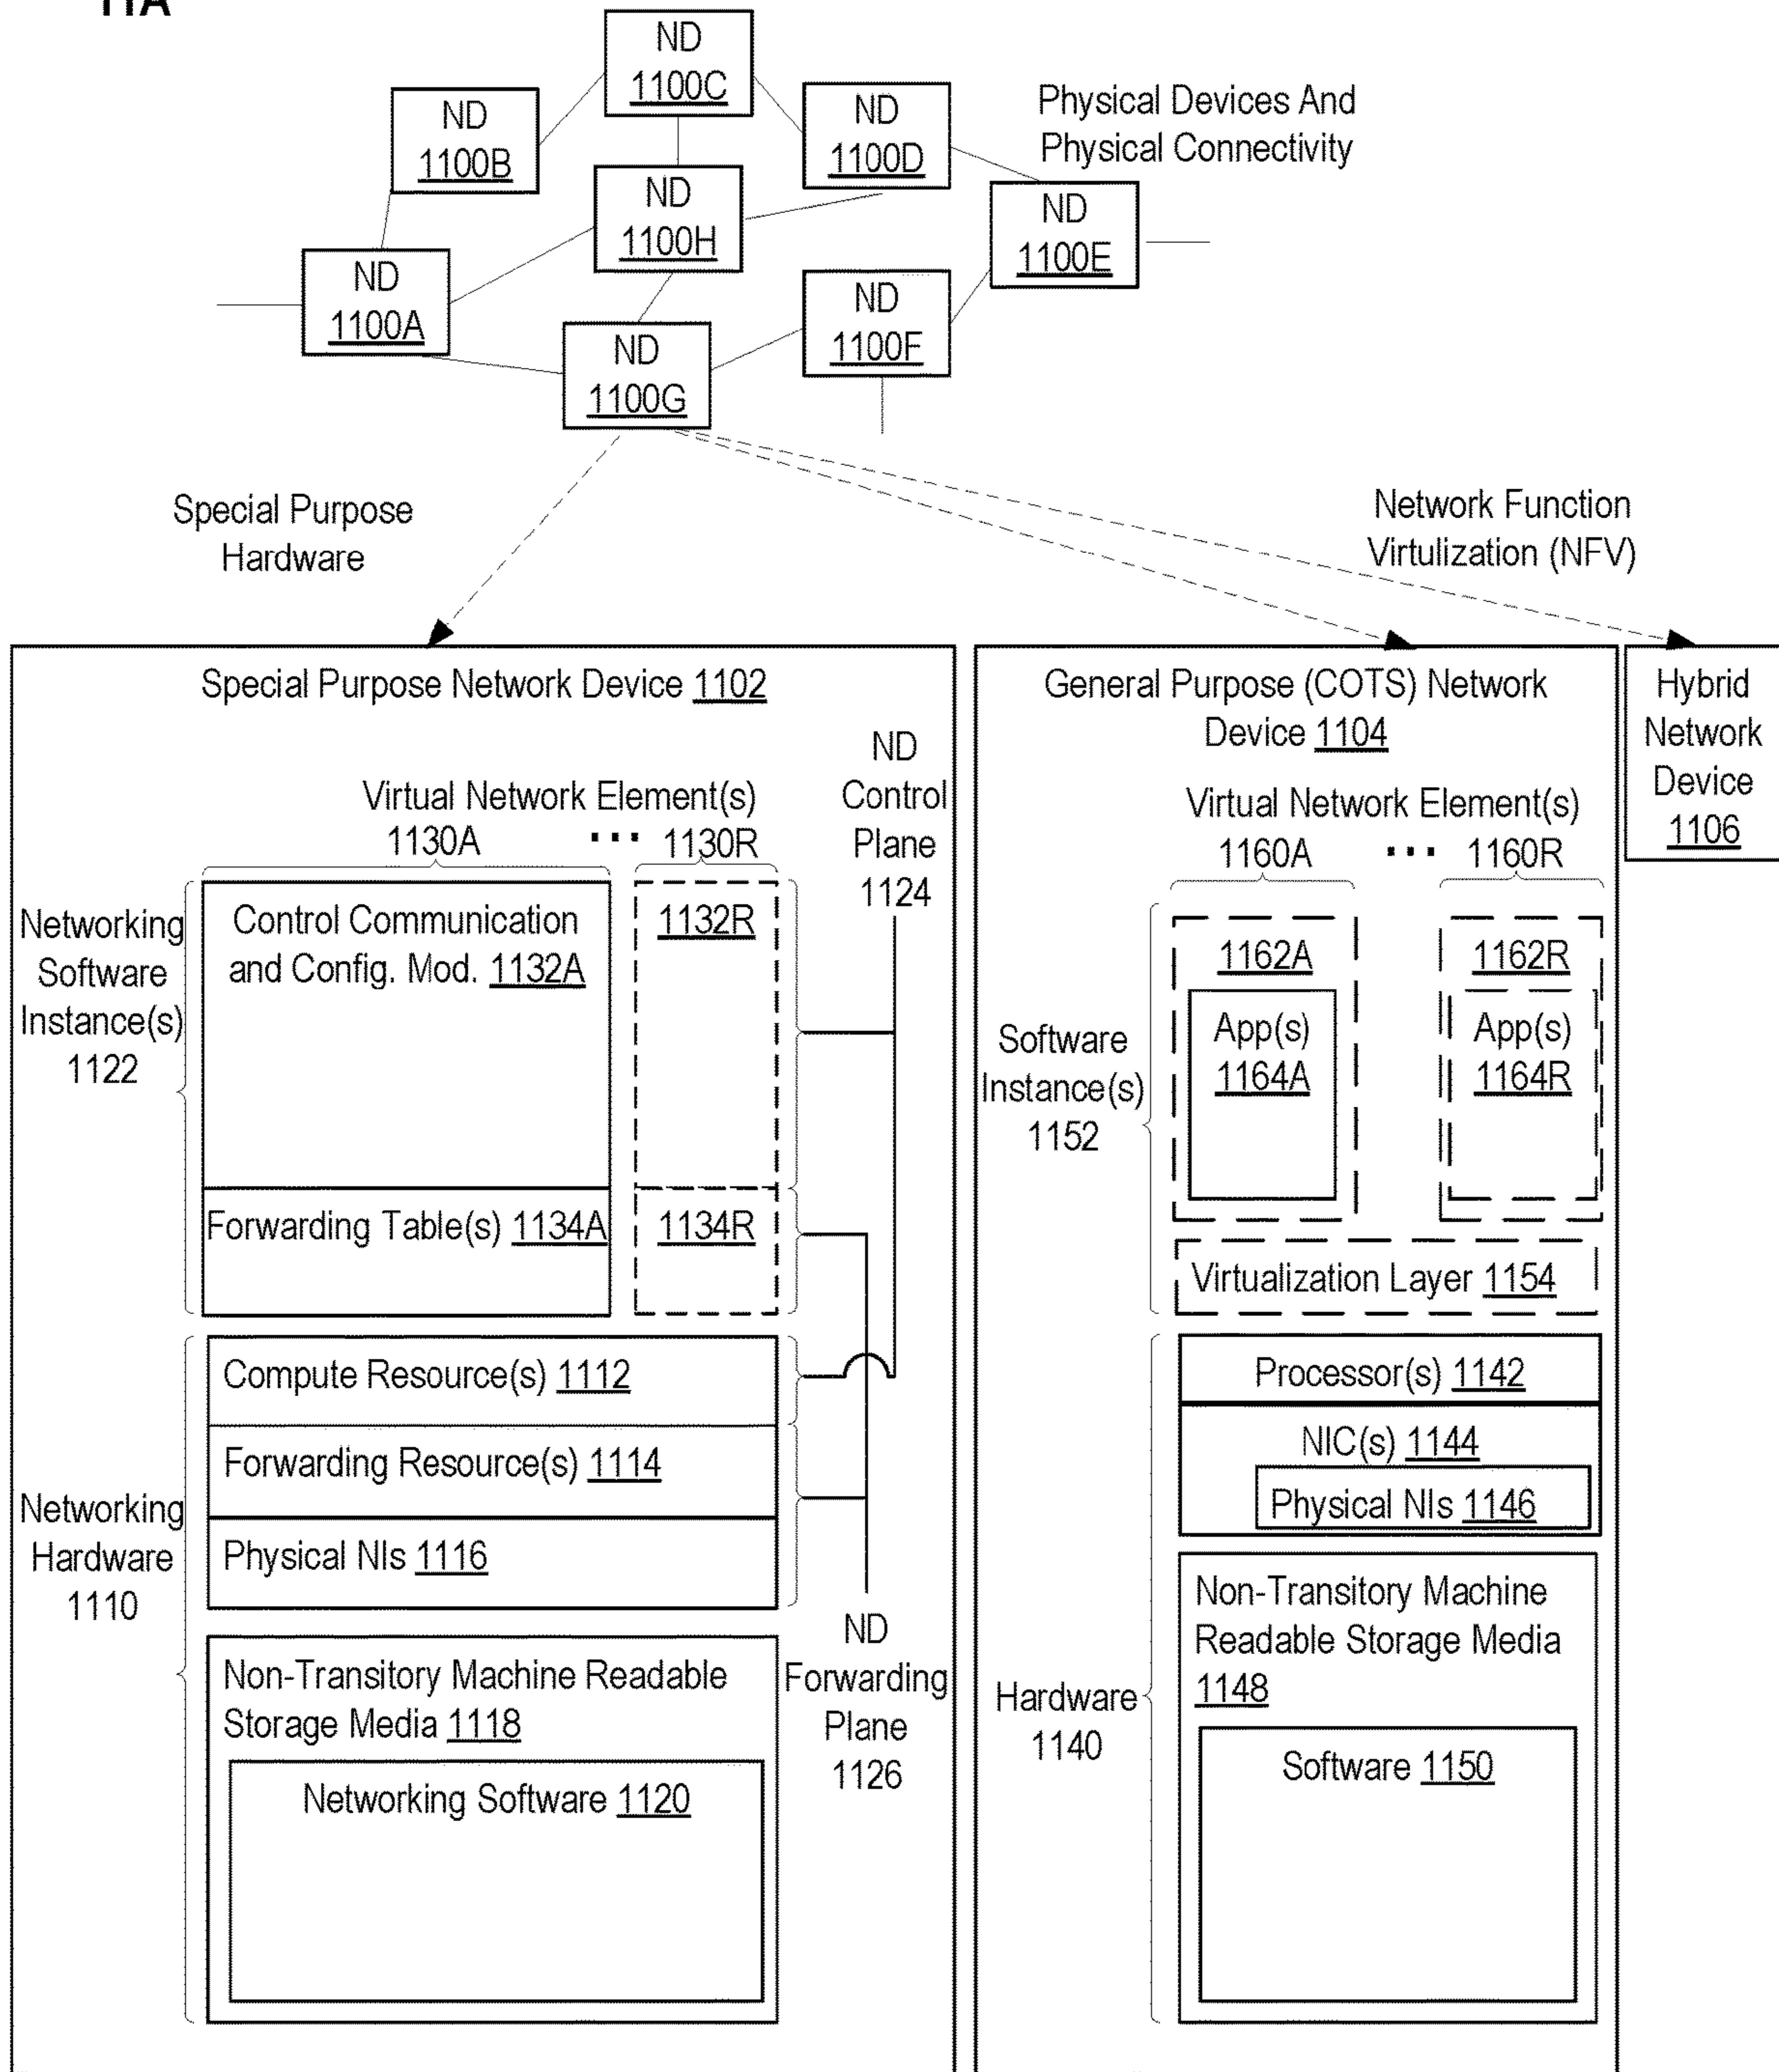 11A
ND
1100C
ND
1100B
ND
1100D
Physical Devices And
Physical Connectivity
ND
1100H
ND
1100E
ND
1100A
ND
1100F
ND
1100G
Special Purpose
Hardware
Network Function
Virtulization (NFV)
Special Purpose Network Device 1102
ND
Control
Plane
1124
Virtual Network Element(s)
1130A ... 1130R
Networking
Software
Instance(s)
1122
Control Communication
and Config. Mod. 1132A
1132R
Forwarding Table(s) 1134A
1134R
Networking
Hardware
1110
Compute Resource(s) 1112
Forwarding Resource(s) 1114
Physical NIs 1116
ND
Forwarding
Plane
1126
Non-Transitory Machine Readable
Storage Media 1118
Networking Software 1120
General Purpose (COTS) Network
Device 1104
Virtual Network Element(s)
1160A ... 1160R
Software
Instance(s)
1152
1162A
App(s)
1164A
1162R
App(s)
1164R
Virtualization Layer 1154
Hardware
1140
Processor(s) 1142
NIC(s) 1144
Physical NIs 1146
Non-Transitory Machine
Readable Storage Media
1148
Software 1150
Hybrid
Network
Device
1106